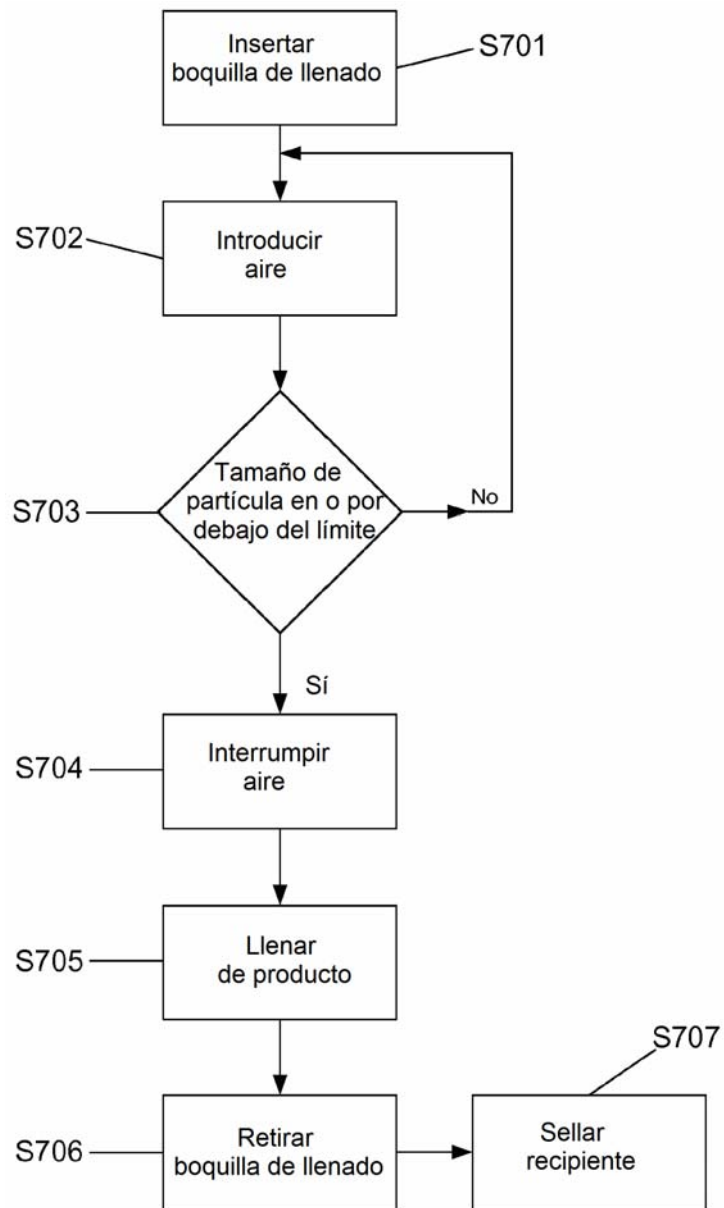 Insertar
boquilla de llenado
S701
S702
Introducir
aire
S703
Tamaño de
partícula en o por
debajo del límite
No
Sí
S704
Interrumpir
aire
S705
Llenar
de producto
S707
S706
Retirar
boquilla de llenado
Sellar
recipiente